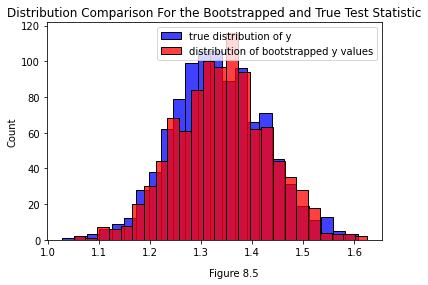 Distribution Comparison For the Bootstrapped and True Test Statistic
true distribution of y
distribution of bootstrapped y values
120
100
80
60
40
20
0
Count
1.0 1.1 1.2 1.3 1.4 1.5 1.6
Figure 8.5